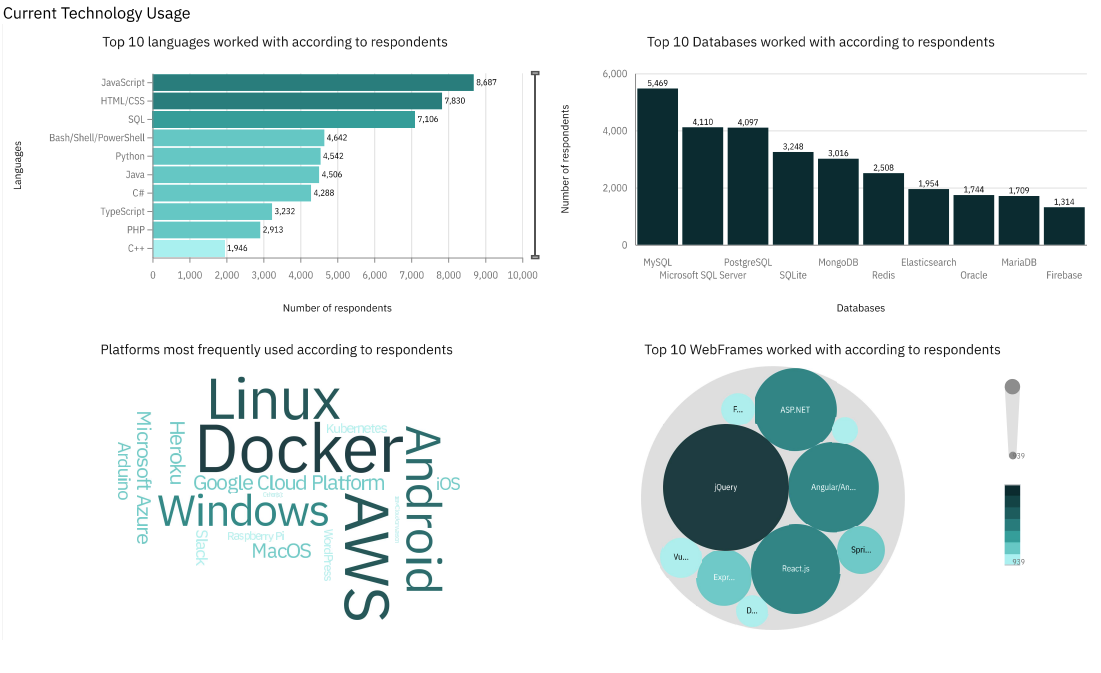 Current Technology Usage
Top 10 languages worked with according to respondents
Languages
JavaScript 8,687
HTML/CSS 7,830
SQL 7,106
Bash/Shell/PowerShell 4,642
Python 4,542
Java 4,506
C# 4,288
TypeScript 3,232
PHP 2,913
C++ 1,946
0 1,000 2,000 3,000 4,000 5,000 6,000 7,000 8,000 9,000 10,000
Number of respondents
Top 10 Databases worked with according to respondents
Number of respondents
6,000
4,000
2,000
0
5,469
4,110
4,097
3,248
3,016
2,508
1,954
1,744
1,709
1,314
MySQL PostgreSQL MongoDB Elasticsearch MariaDB
Microsoft SQL Server SQLite Redis Oracle Firebase
Databases
Platforms most frequently used according to respondents
Linux
Kubernetes
Docker
Microsoft Azure
Arduino
Heroku
Android
Google Cloud Platform
iOS
Windows
AWS
Slack
Raspberry Pi
MacOS
WordPress
Top 10 WebFrames worked with according to respondents
F...
ASP.NET
jQuery
Angular/An...
Vu...
Expr...
React.js
Spri...
D...
939
939